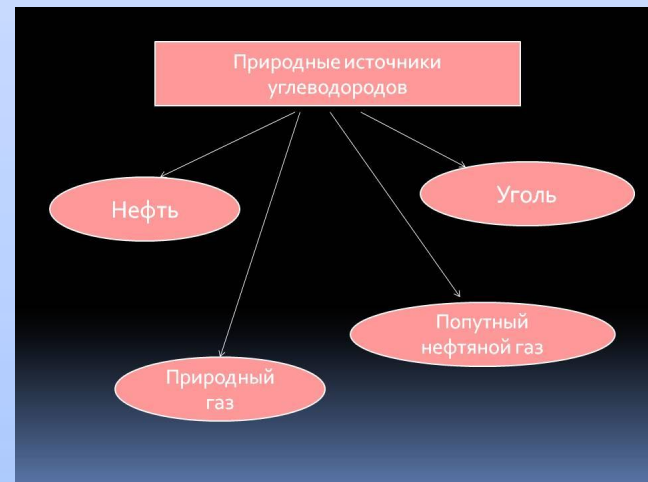 Природные источники
углеводородов
Нефть
Уголь
Попутный
нефтяной газ
Природный
газ